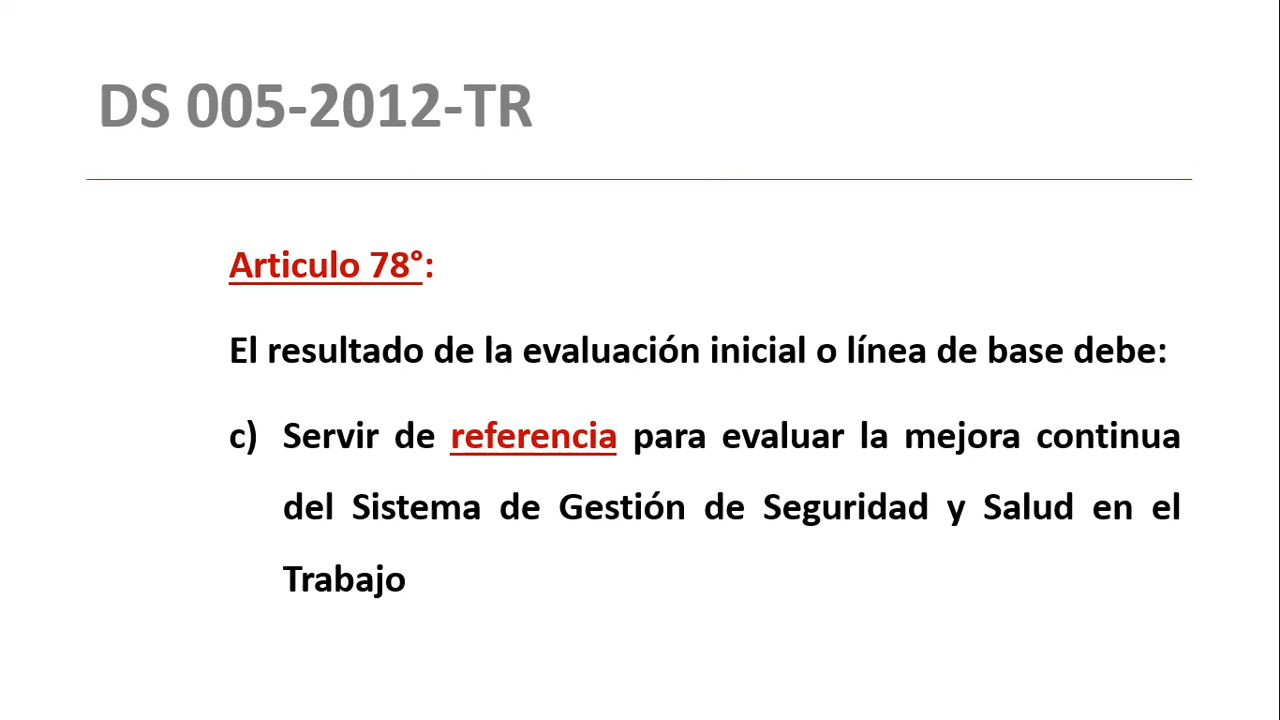 DS 005-2012-TR
Articulo 78°:
El resultado de la evaluación inicial o línea de base debe:
c) Servir de referencia para evaluar la mejora continua
del Sistema de Gestión de Seguridad y Salud en el
Trabajo